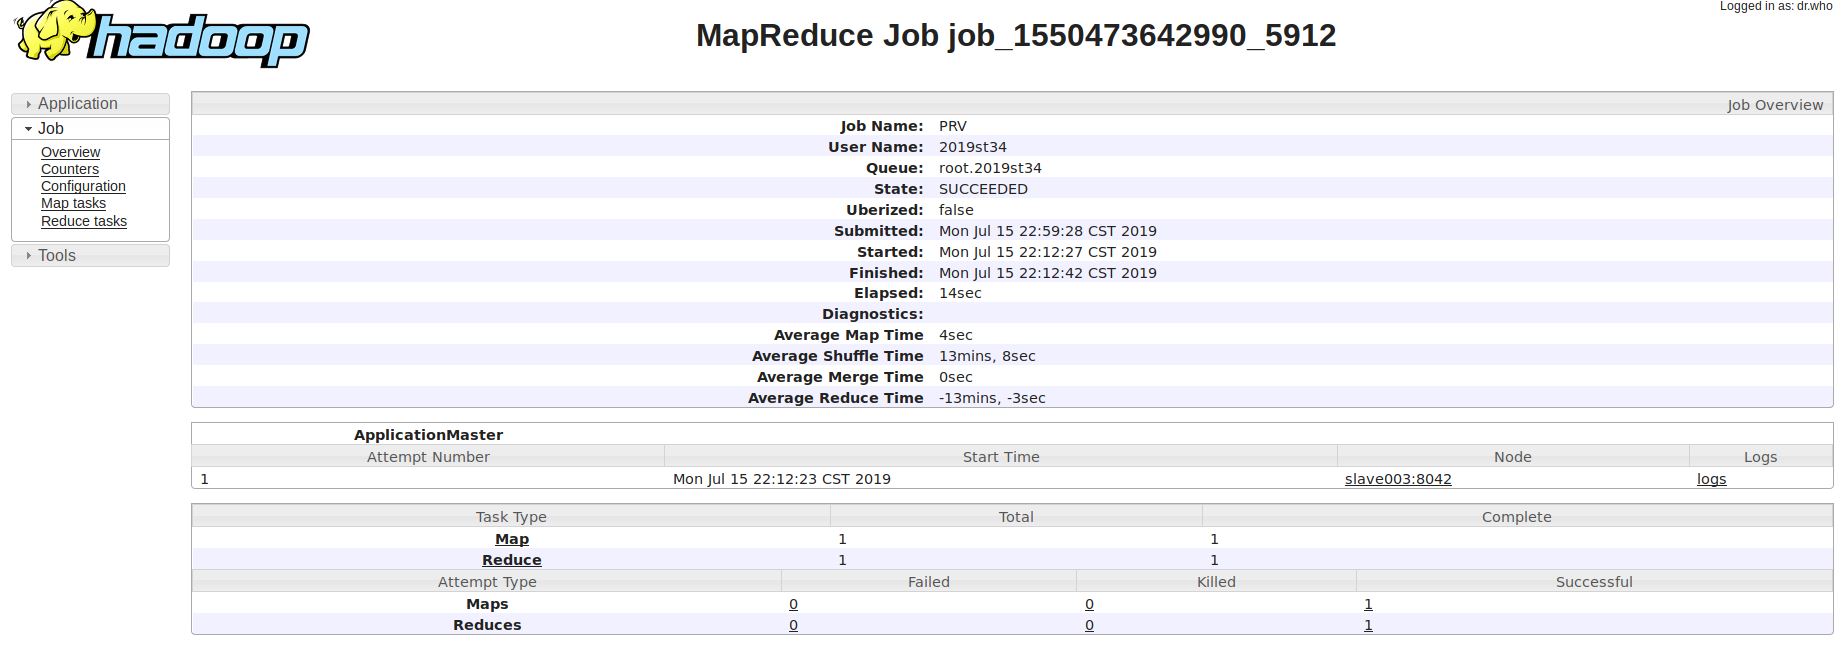 Logged in as: dr.who
hadoop
MapReduce Job job_1550473642990_5912
Application
Job
Overview
Counters
Configuration
Map tasks
Reduce tasks
Tools
Job Overview
Job Name: PRV
User Name: 2019st34
Queue: root.2019st34
State: SUCCEEDED
Uberized: false
Submitted: Mon Jul 15 22:59:28 CST 2019
Started: Mon Jul 15 22:12:27 CST 2019
Finished: Mon Jul 15 22:12:42 CST 2019
Elapsed: 14sec
Diagnostics:
Average Map Time 4sec
Average Shuffle Time 13mins, 8sec
Average Merge Time 0sec
Average Reduce Time -13mins, -3sec
ApplicationMaster
Attempt Number Start Time Node Logs
1 Mon Jul 15 22:12:23 CST 2019 slave003:8042 logs
Task Type Total Complete
Map 1 1
Reduce 1 1
Attempt Type Failed Killed Successful
Maps 0 0 1
Reduces 0 0 1